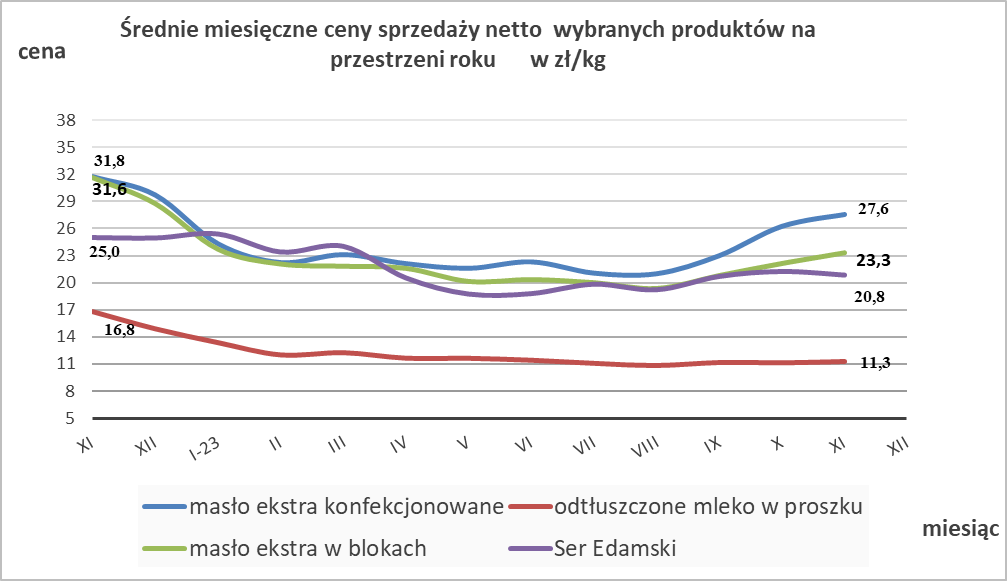 Średnie miesięczne ceny sprzedaży netto wybranych produktów na
przestrzeni roku w zł/kg
cena
38
35
32
29
26
23
20
17
14
11
8
5
31,8
31,6
25,0
16,8
27,6
23,3
20,8
11,3
XI XII I-23 II III IV V VI VII VIII IX X XI XII
masło ekstra konfekcjonowane odtłuszczone mleko w proszku
masło ekstra w blokach Ser Edamski
miesiąc